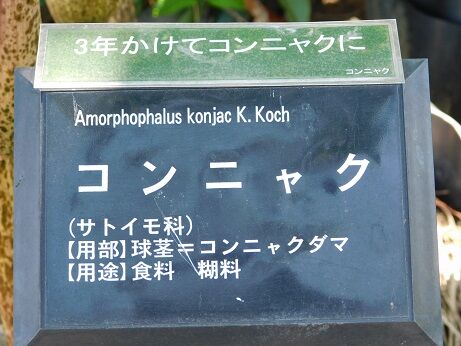 3年かけてコンニャクに
コンニャク
Amorphophalus konjac K. Koch
コンニャク
(サトイモ科)
【用部】球茎=コンニャクダマ
【用途】食料　糊料